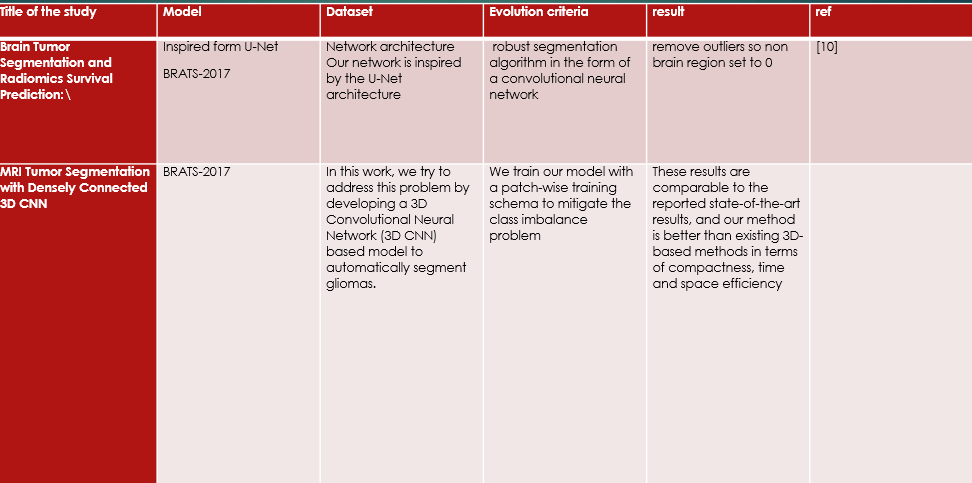 Title of the study
Model
Dataset
Evolution criteria
result
ref
Brain Tumor
Segmentation and
Radiomics Survival
Prediction: \
Inspired form U-Net
BRATS-2017
Network architecture
Our network is inspired
by the U-Net
architecture
robust segmentation
algorithm in the form of
a convolutional neural
network
remove outliers so non
brain region set to 0
[10]
MRI Tumor Segmentation
with Densely Connected
3D CNN
BRATS-2017
In this work, we try to
address this problem by
developing a 3D
Convolutional Neural
Network (3D CNN)
based model to
automatically segment
gliomas.
We train our model with
a patch-wise training
schema to mitigate the
class imbalance
problem
These results are
comparable to the
reported state-of-the-art
results, and our method
is better than existing 3D-
based methods in terms
of compactness, time
and space efficiency